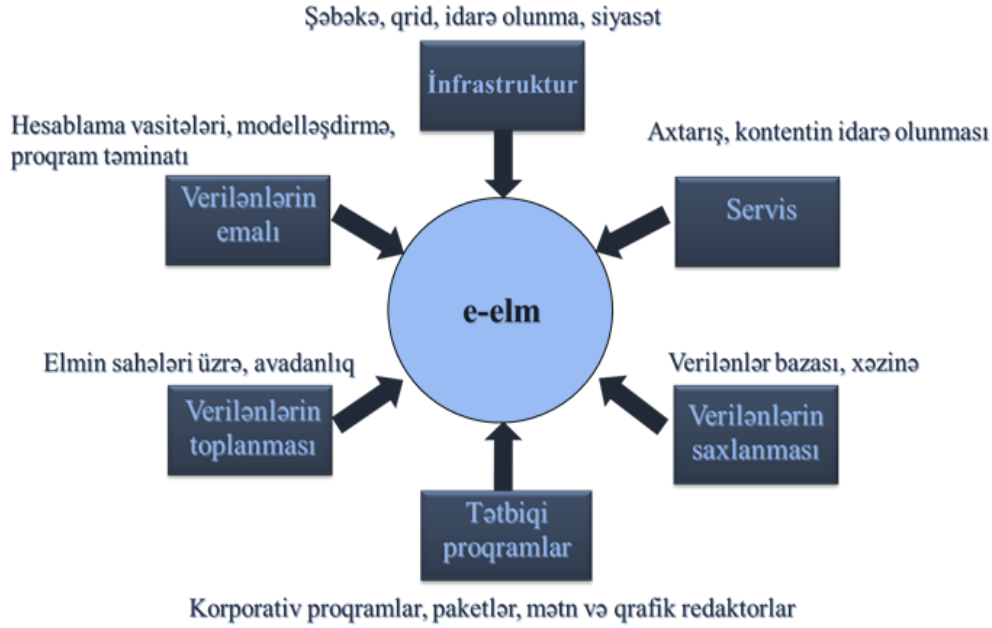 Şəbəkə, qrid, idarə olunma, siyasət
İnfrastruktur
Hesablama vasitələri, modelləşdirmə,
proqram təminatı
Verilənlərin
emalı
Axtarış, kontentin idarə olunması
Servis
e-elm
Elmin sahələri üzrə, avadanlıq
Verilənlərin
toplanması
Verilənlər bazası, xəzinə
Verilənlərin
saxlanması
Tətbiqi
proqramlar
Korporativ proqramlar, paketlər, mətn və qrafik redaktorlar